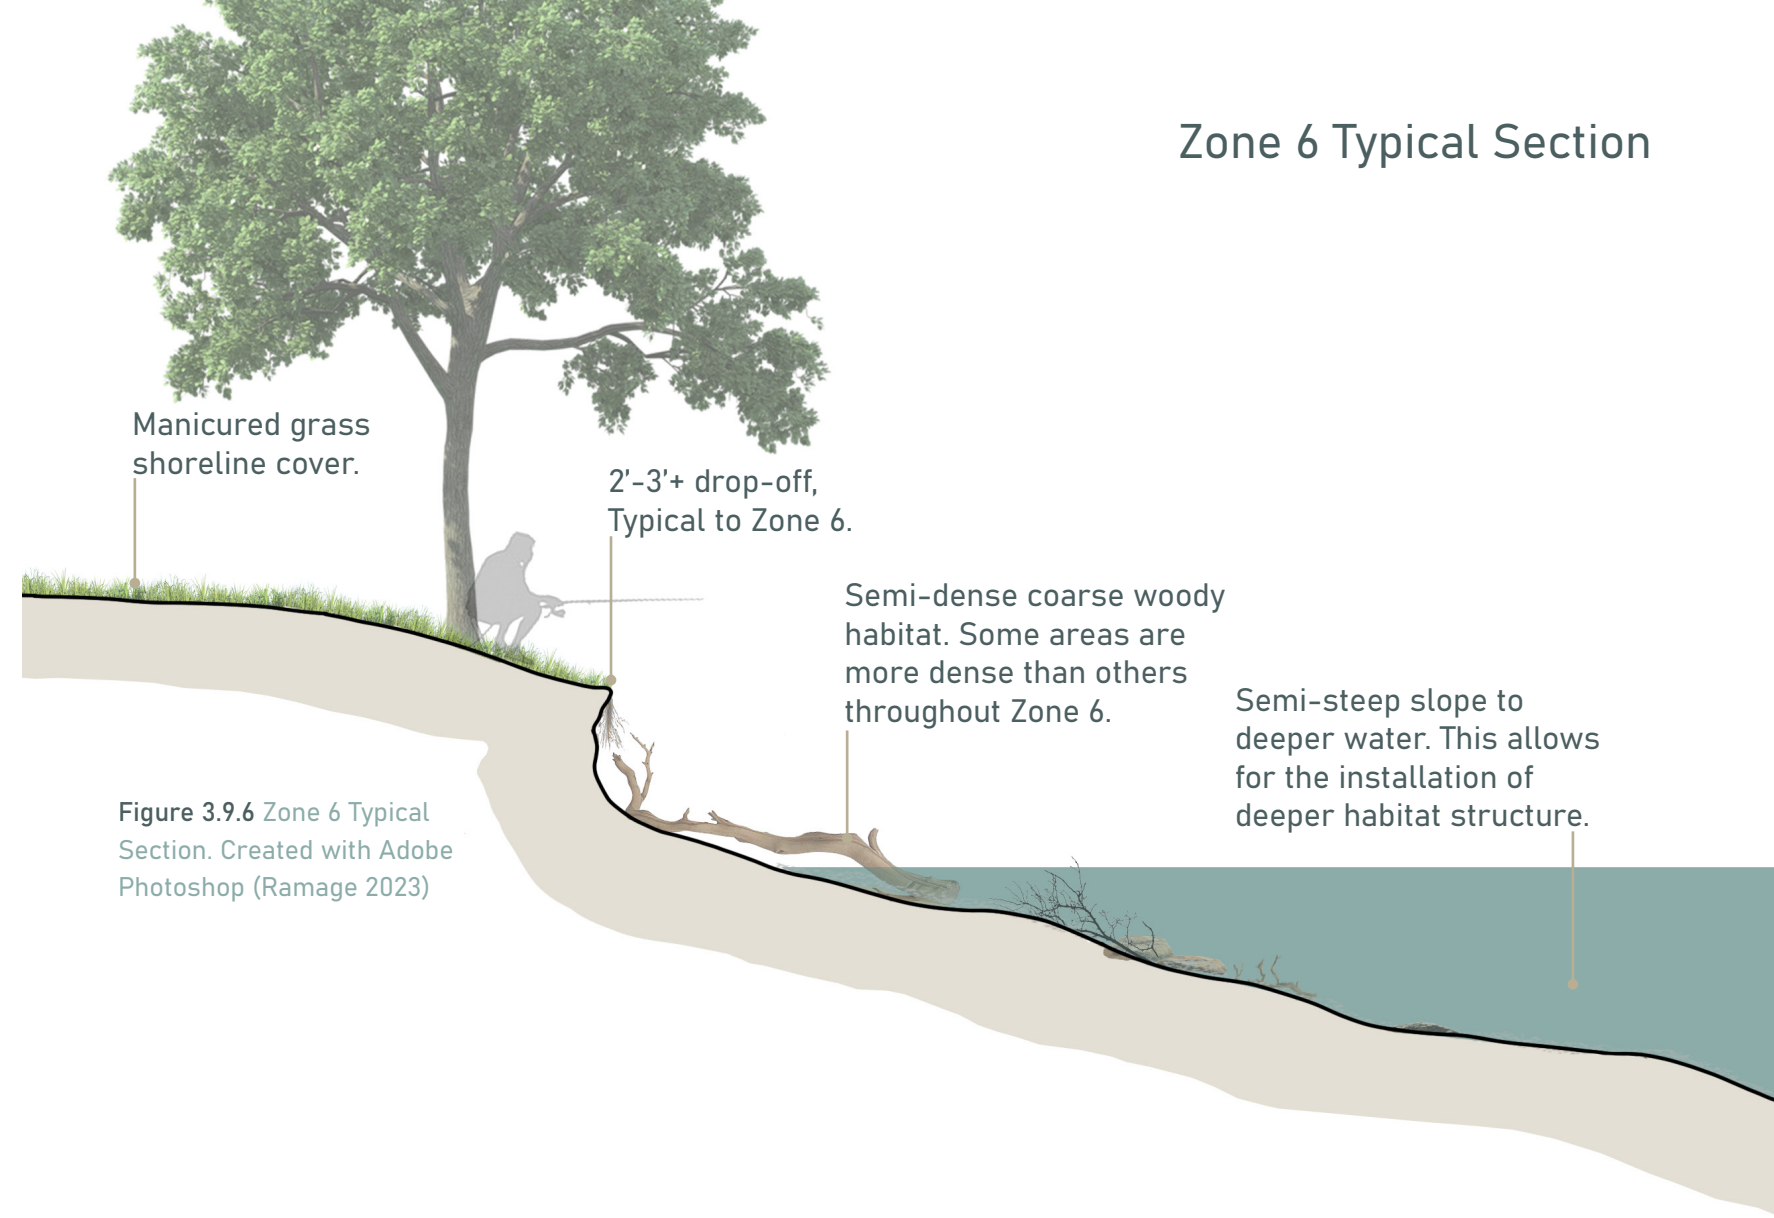 Zone 6 Typical Section
Manicured grass
shoreline cover.
2’-3’+ drop-off,
Typical to Zone 6.
Semi-dense coarse woody
habitat. Some areas are
more dense than others
throughout Zone 6.
Semi-steep slope to
deeper water. This allows
for the installation of
deeper habitat structure.
Figure 3.9.6 Zone 6 Typical
Section. Created with Adobe
Photoshop (Ramage 2023)